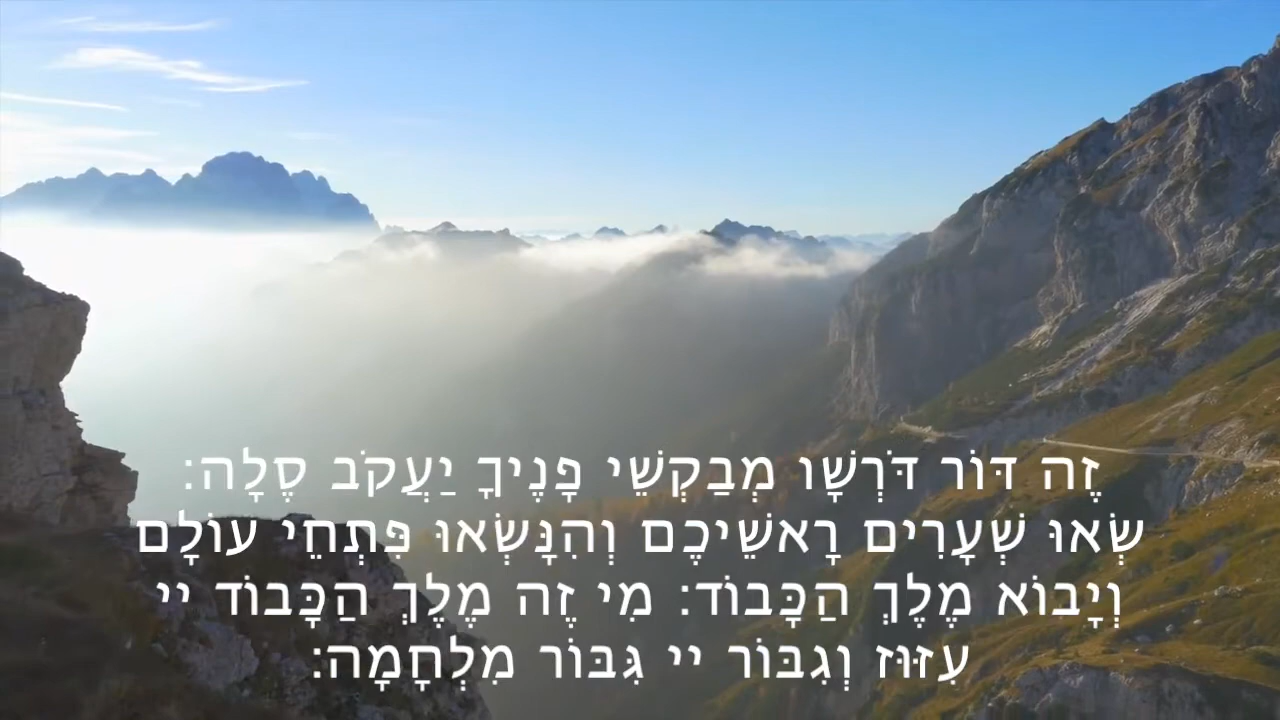 זֶה דּוֹר דֹּרְשָׁו מְבַקְשֵׁי פָנֶיךָ יַעֲקֹב סֶלָה:
שְׂאוּ שְׁעָרִים רָאשֵׁיכֶם וְהִנָּשְׂאוּ פִּתְחֵי עוֹלָם
וְיָבוֹא מֶלֶךְ הַכָּבוֹד: מִי זֶה מֶלֶךְ הַכָּבוֹד יי
עִזּוּז וְגִבּוֹר יי גִּבּוֹר מִלְחָמָה: